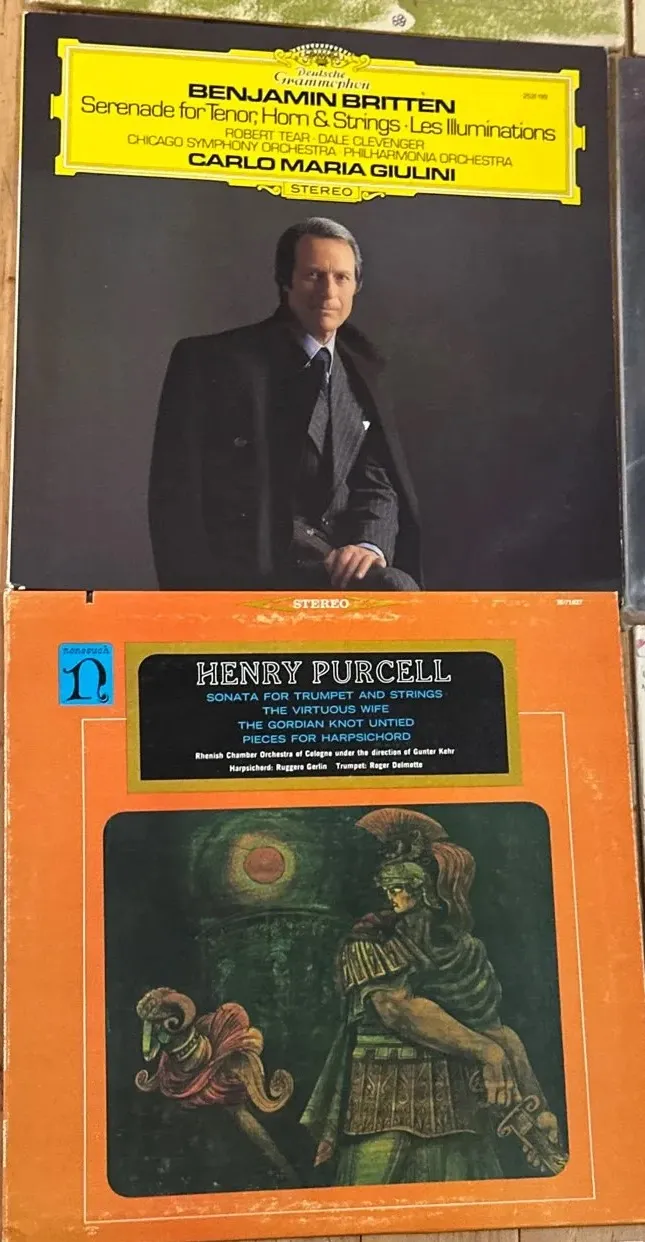 Deutsche
Grammophon
BENJAMIN BRITTEN
Serenade for Tenor, Horn & Strings · Les Illuminations
ROBERT TEAR · DALE CLEVENGER
CHICAGO SYMPHONY ORCHESTRA · PHILHARMONIA ORCHESTRA
CARLO MARIA GIULINI
STEREO
STEREO
nonesuch
n
HENRY PURCELL
SONATA FOR TRUMPET AND STRINGS
THE VIRTUOUS WIFE
THE GORDIAN KNOT UNTIED
PIECES FOR HARPSICHORD
Rhenish Chamber Orchestra of Cologne under the direction of Gunter Kehr
Harpsichord: Ruggero Gerlin Trumpet: Roger Delmotte